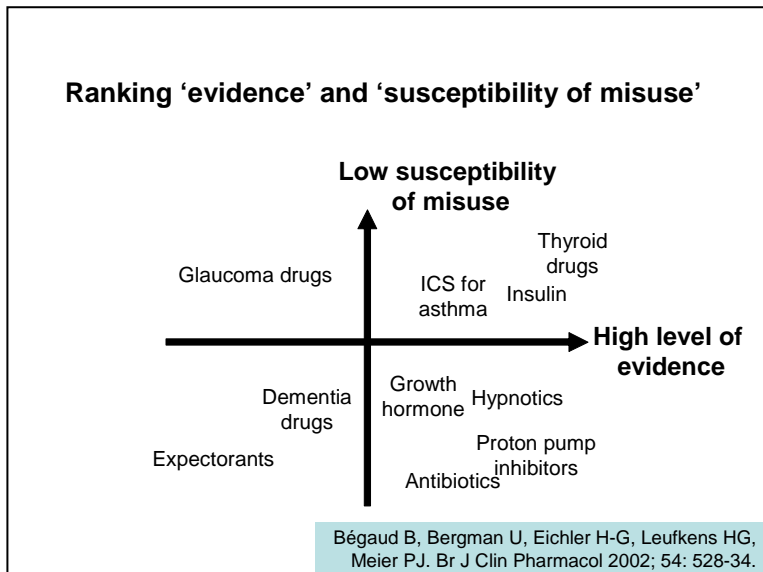 Ranking ‘evidence’ and ‘susceptibility of misuse’
Low susceptibility
of misuse
Thyroid
drugs
Glaucoma drugs
ICS for
asthma
Insulin
High level of
evidence
Dementia
drugs
Growth
hormone
Hypnotics
Expectorants
Proton pump
inhibitors
Antibiotics
Bégaud B, Bergman U, Eichler H-G, Leufkens HG,
Meier PJ. Br J Clin Pharmacol 2002; 54: 528-34.